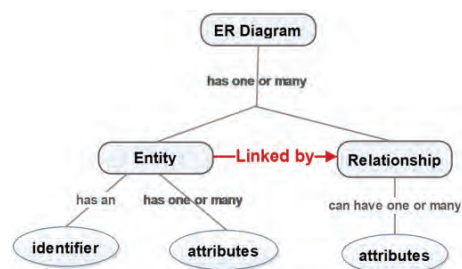 ER Diagram
has one or many
Entity
Linked by
Relationship
has an
has one or many
can have one or many
identifier
attributes
attributes